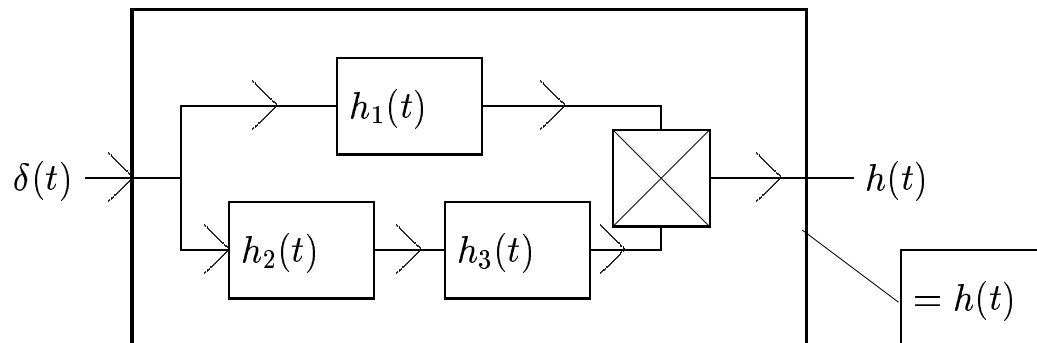 h₁(t)
δ(t)
h(t)
h₂(t)
h₃(t)
= h(t)